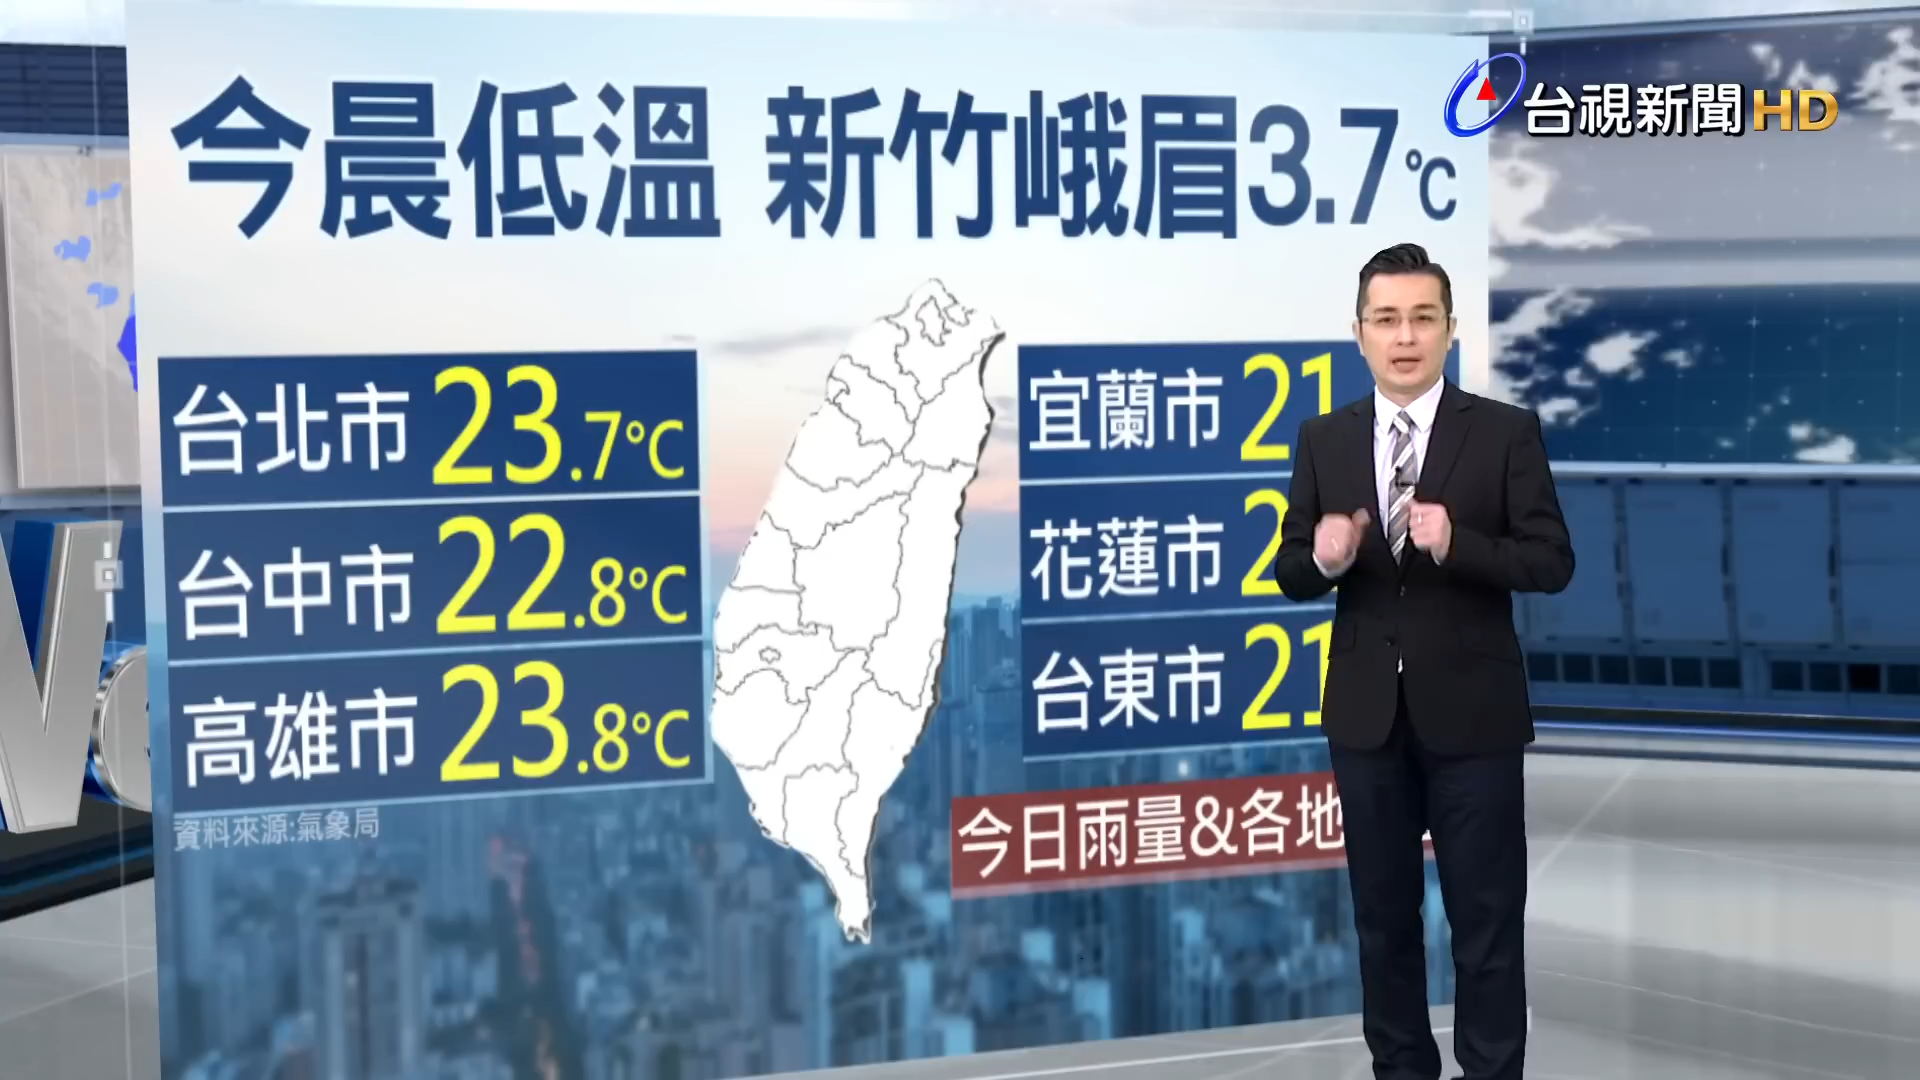 台視新聞HD
今晨低溫 新竹峨眉3.7℃
台北市 23.7℃
台中市 22.8℃
高雄市 23.8℃
資料來源:氣象局
宜蘭市 21
花蓮市 2
台東市 21
今日雨量&各地